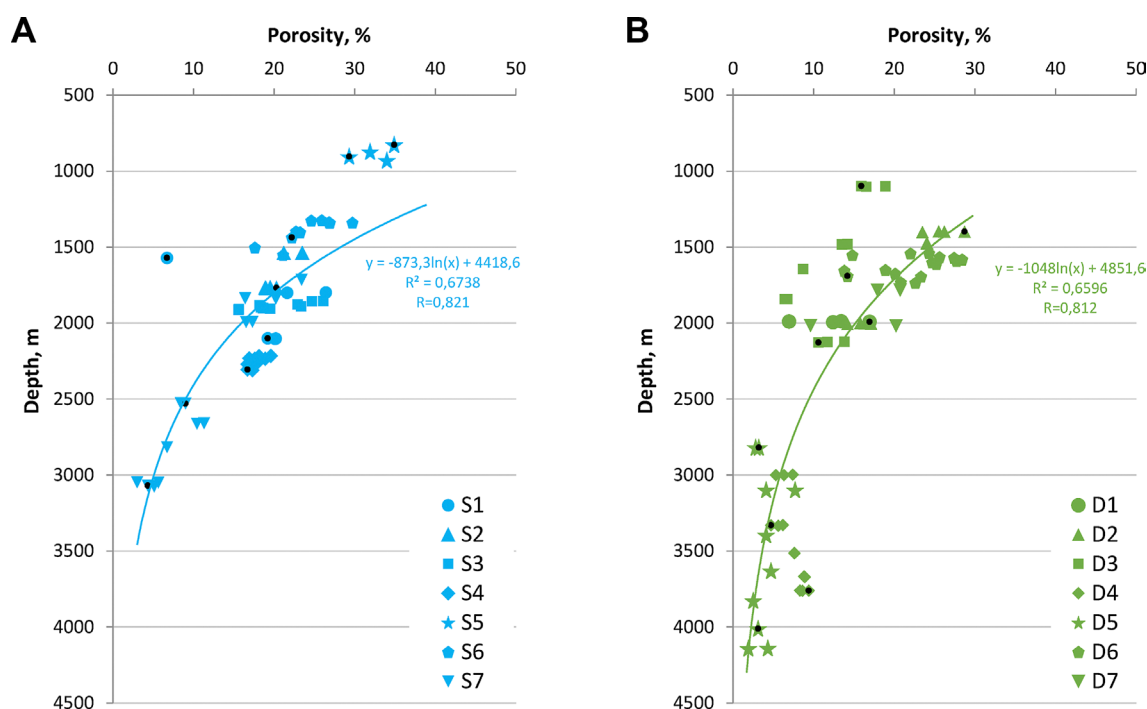 A
Porosity, %
0 10 20 30 40 50
500
1000
1500
2000
2500
3000
3500
4000
4500
Depth, m
y = -873,3ln(x) + 4418,6
R² = 0,6738
R=0,821
S1
S2
S3
S4
S5
S6
S7
B
Porosity, %
0 10 20 30 40 50
500
1000
1500
2000
2500
3000
3500
4000
4500
Depth, m
y = -1048ln(x) + 4851,6
R² = 0,6596
R=0,812
D1
D2
D3
D4
D5
D6
D7